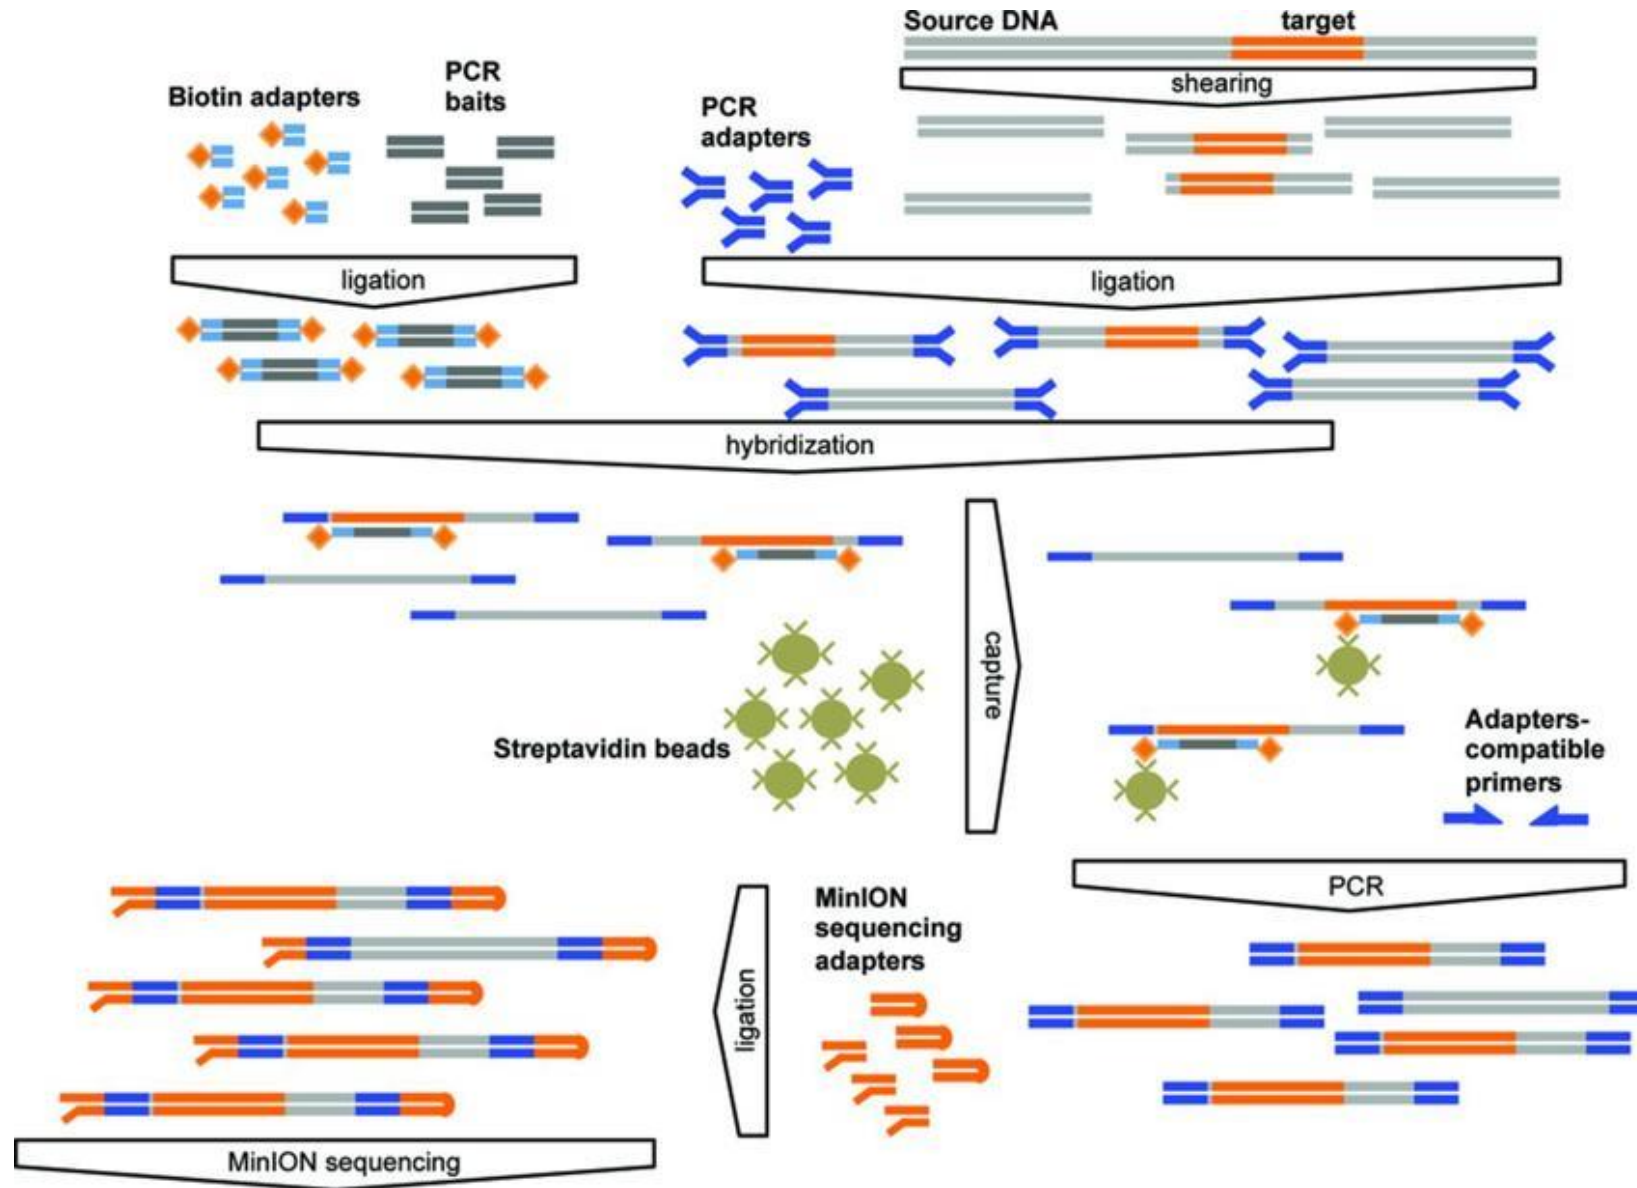 Source DNA
target
shearing
Biotin adapters
PCR
baits
PCR
adapters
ligation
ligation
hybridization
capture
Streptavidin beads
Adapters-
compatible
primers
PCR
MinION
sequencing
adapters
ligation
MinION sequencing